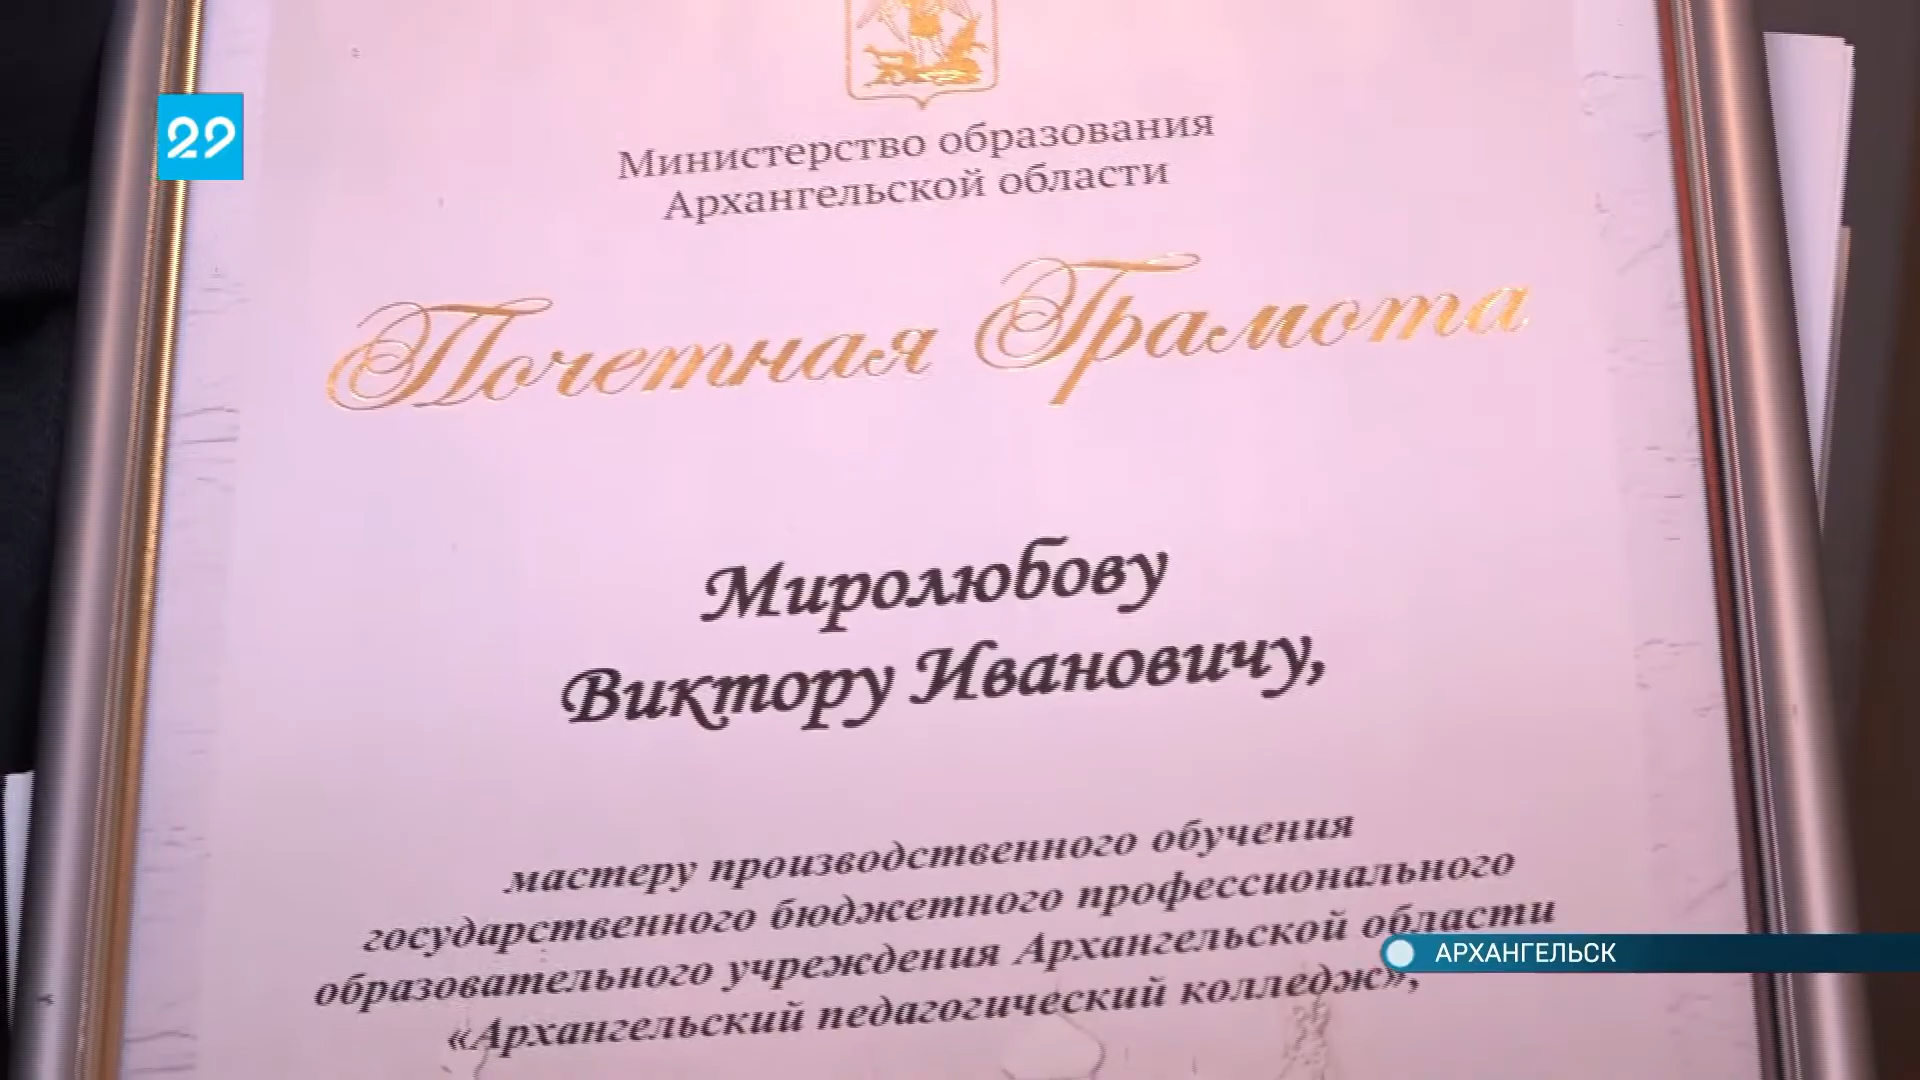 29
Министерство образования
Архангельской области
Почетная Грамота
Миролюбову
Виктору Ивановичу,
мастеру производственного обучения
государственного бюджетного профессионального
образовательного учреждения Архангельской области
«Архангельский педагогический колледж»,
АРХАНГЕЛЬСК